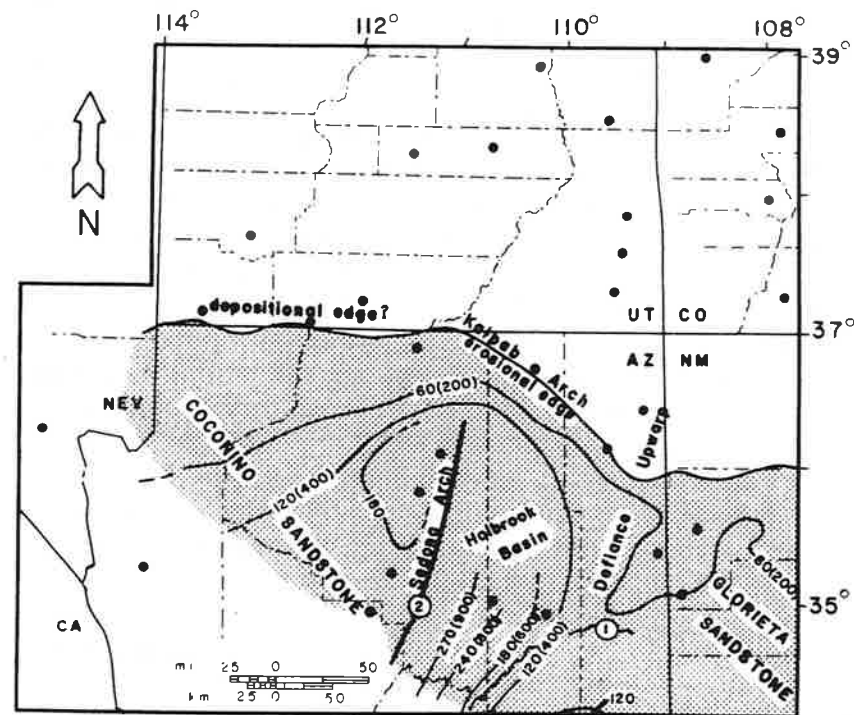 114° 112° 110° 108°
39°
N
depositional edge?
UT CO
37°
Kaibab Arch
erosional edge
AZ NM
NEV
60(200)
Upwarp
COCONINO
SANDSTONE
120(400)
180
Sedona Arch
Holbrook
Basin
Defiance
60(200)
GLORIETA
SANDSTONE
35°
2
1
CA
270(900)
240(800)
180(600)
120(400)
120
mi 25 0 50
km 25 0 50